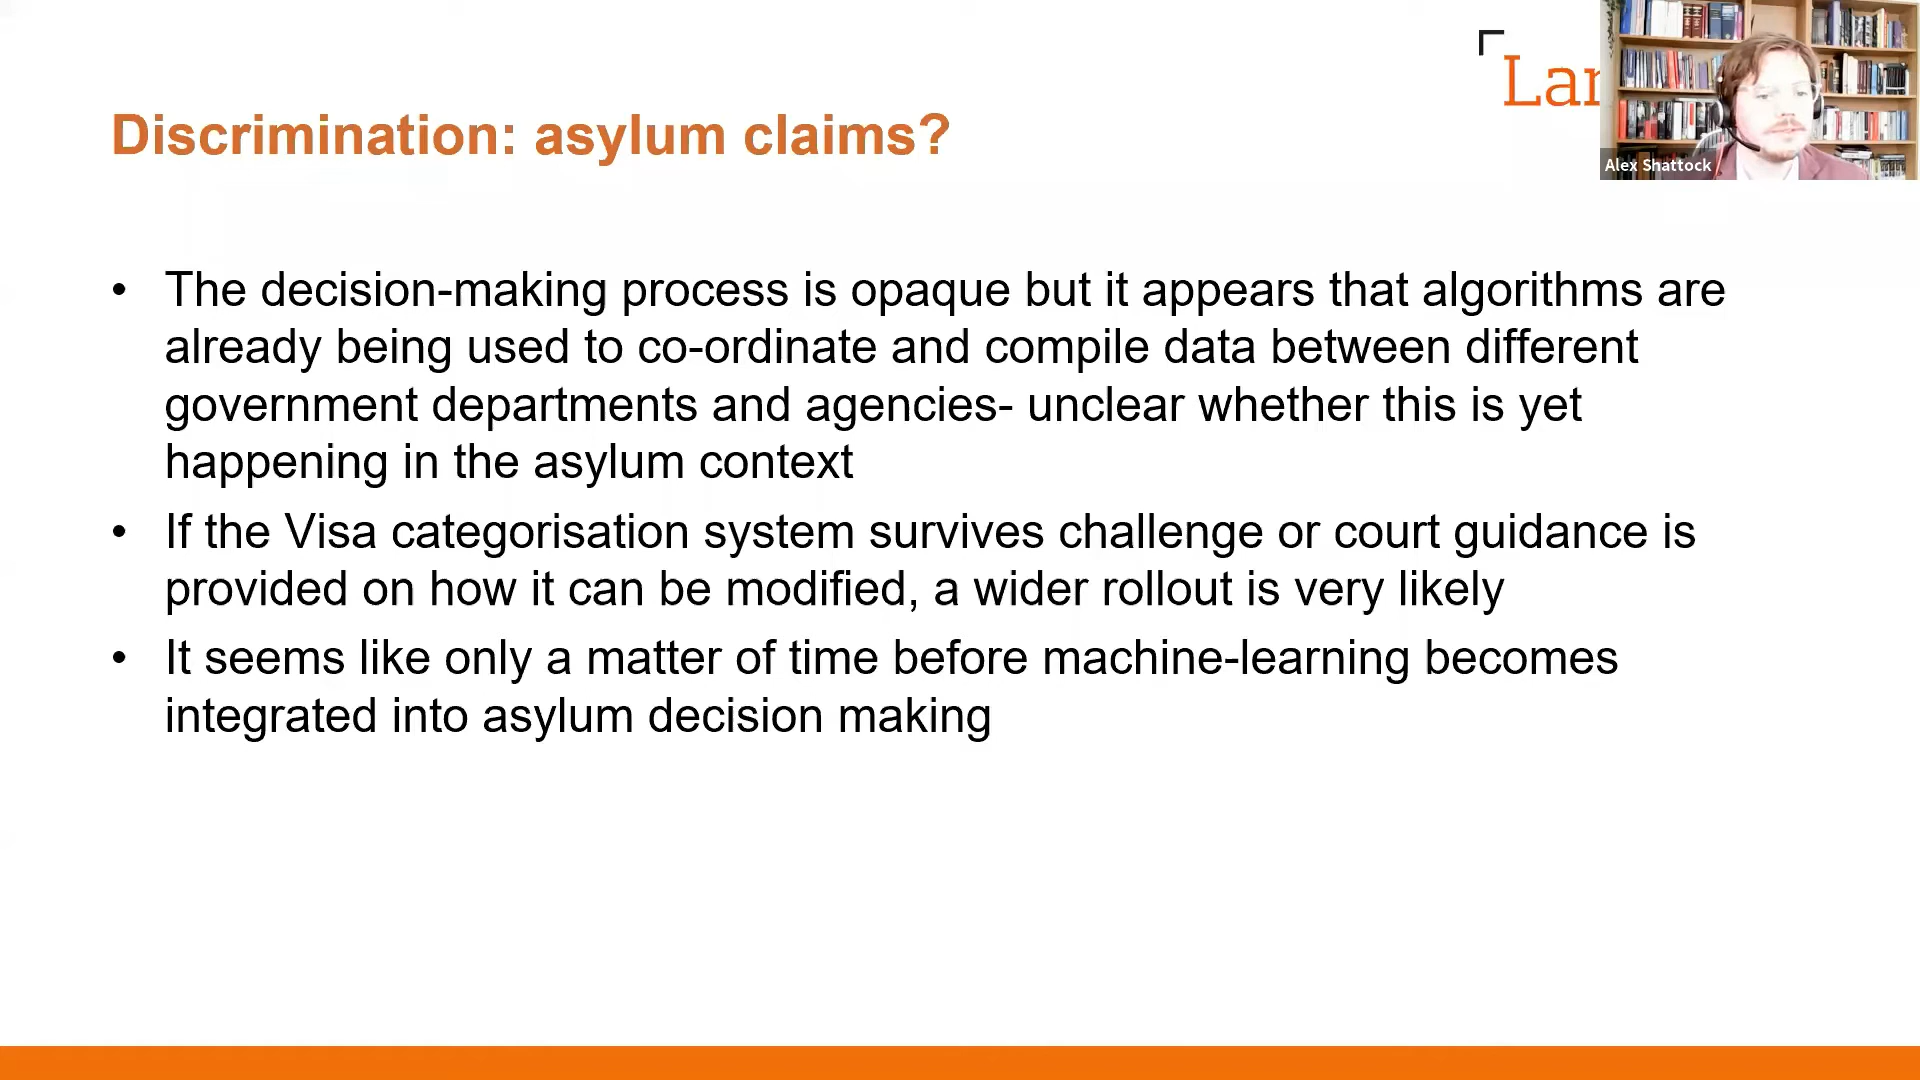 Lar
Alex Shattock
Discrimination: asylum claims?
• The decision-making process is opaque but it appears that algorithms are
already being used to co-ordinate and compile data between different
government departments and agencies- unclear whether this is yet
happening in the asylum context
• If the Visa categorisation system survives challenge or court guidance is
provided on how it can be modified, a wider rollout is very likely
• It seems like only a matter of time before machine-learning becomes
integrated into asylum decision making